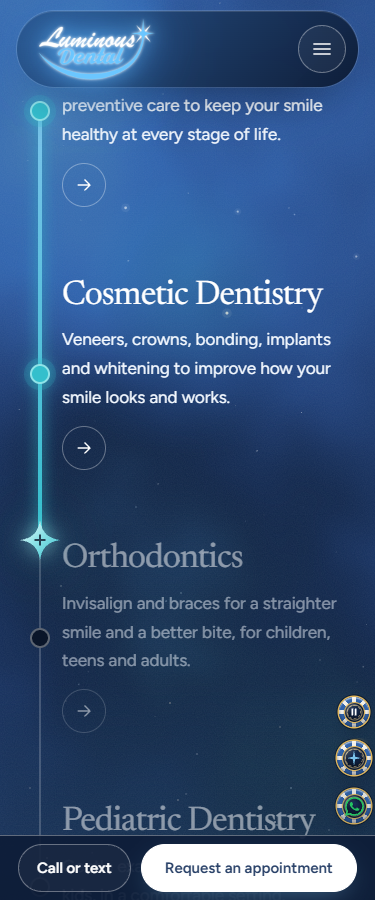 Luminous
Dental
preventive care to keep your smile
healthy at every stage of life.
Cosmetic Dentistry
Veneers, crowns, bonding, implants
and whitening to improve how your
smile looks and works.
Orthodontics
Invisalign and braces for a straighter
smile and a better bite, for children,
teens and adults.
Pediatric Dentistry
Call or text
Request an appointment